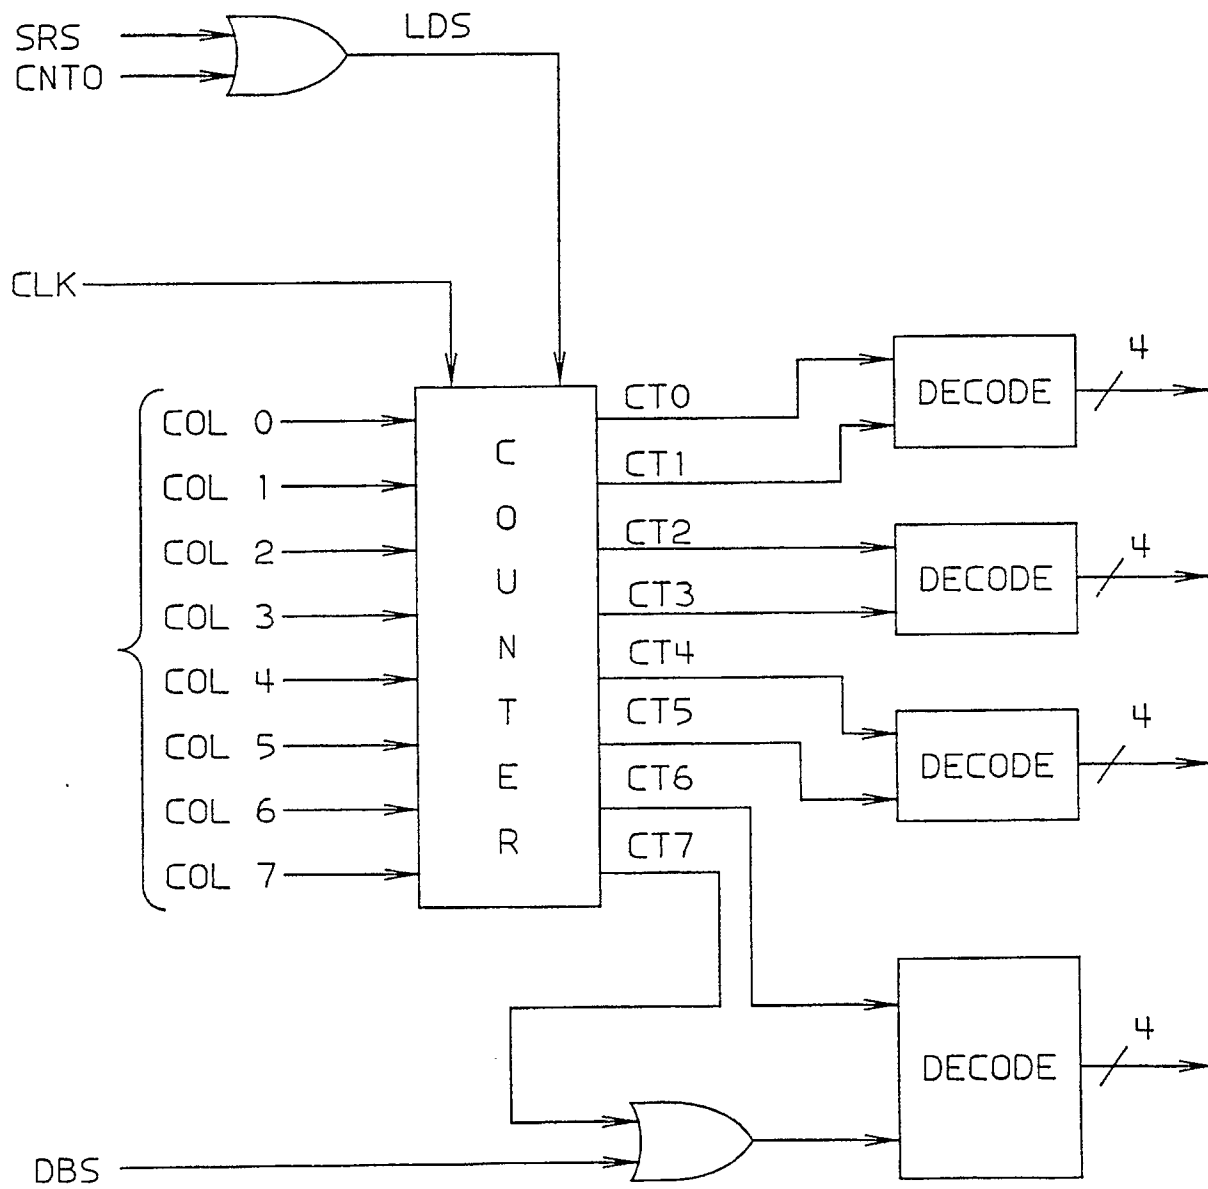 SRS
CNTO
LDS
CLK
COL 0
COL 1
COL 2
COL 3
COL 4
COL 5
COL 6
COL 7
COUNTER
CT0
CT1
CT2
CT3
CT4
CT5
CT6
CT7
DECODE
4
DECODE
4
DECODE
4
DECODE
4
DBS